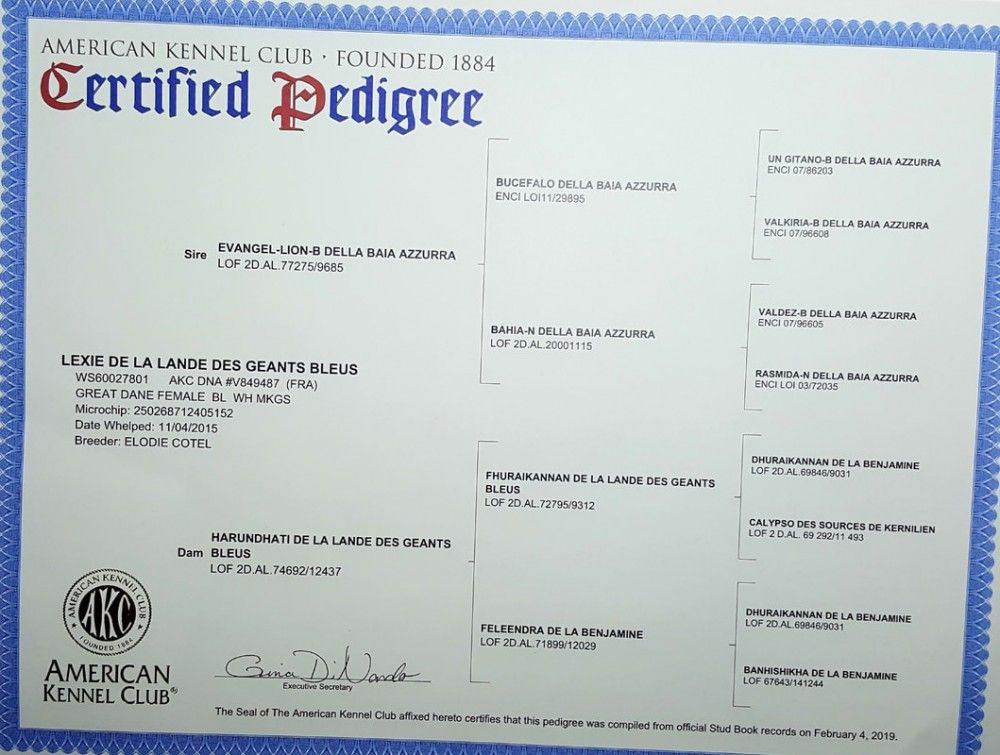 AMERICAN KENNEL CLUB · FOUNDED 1884
Certified Pedigree
Sire
EVANGEL-LION-B DELLA BAIA AZZURRA
LOF 2D.AL.77275/9685
LEXIE DE LA LANDE DES GEANTS BLEUS
WS60027801 AKC DNA #V849487 (FRA)
GREAT DANE FEMALE BL WH MKGS
Microchip: 250268712405152
Date Whelped: 11/04/2015
Breeder: ELODIE COTEL
HARUNDHATI DE LA LANDE DES GEANTS
Dam BLEUS
LOF 2D.AL.74692/12437
BUCEFALO DELLA BAIA AZZURRA
ENCI LOI11/29895
BAHIA-N DELLA BAIA AZZURRA
LOF 2D.AL.20001115
FHURAIKANNAN DE LA LANDE DES GEANTS
BLEUS
LOF 2D.AL.72795/9312
FELEENDRA DE LA BENJAMINE
LOF 2D.AL.71899/12029
UN GITANO-B DELLA BAIA AZZURRA
ENCI 07/86203
VALKIRIA-B DELLA BAIA AZZURRA
ENCI 07/96608
VALDEZ-B DELLA BAIA AZZURRA
ENCI 07/96605
RASMIDA-N DELLA BAIA AZZURRA
ENCI LOI 03/72035
DHURAIKANNAN DE LA BENJAMINE
LOF 2D.AL.69846/9031
CALYPSO DES SOURCES DE KERNILIEN
LOF 2 D.AL. 69 292/11 493
DHURAIKANNAN DE LA BENJAMINE
LOF 2D.AL.69846/9031
BANHISHIKHA DE LA BENJAMINE
LOF 67643/141244
AMERICAN KENNEL CLUB
AKC
FOUNDED 1884
AMERICAN
KENNEL CLUB®
Gina DiNardo
Executive Secretary
The Seal of The American Kennel Club affixed hereto certifies that this pedigree was compiled from official Stud Book records on February 4, 2019.